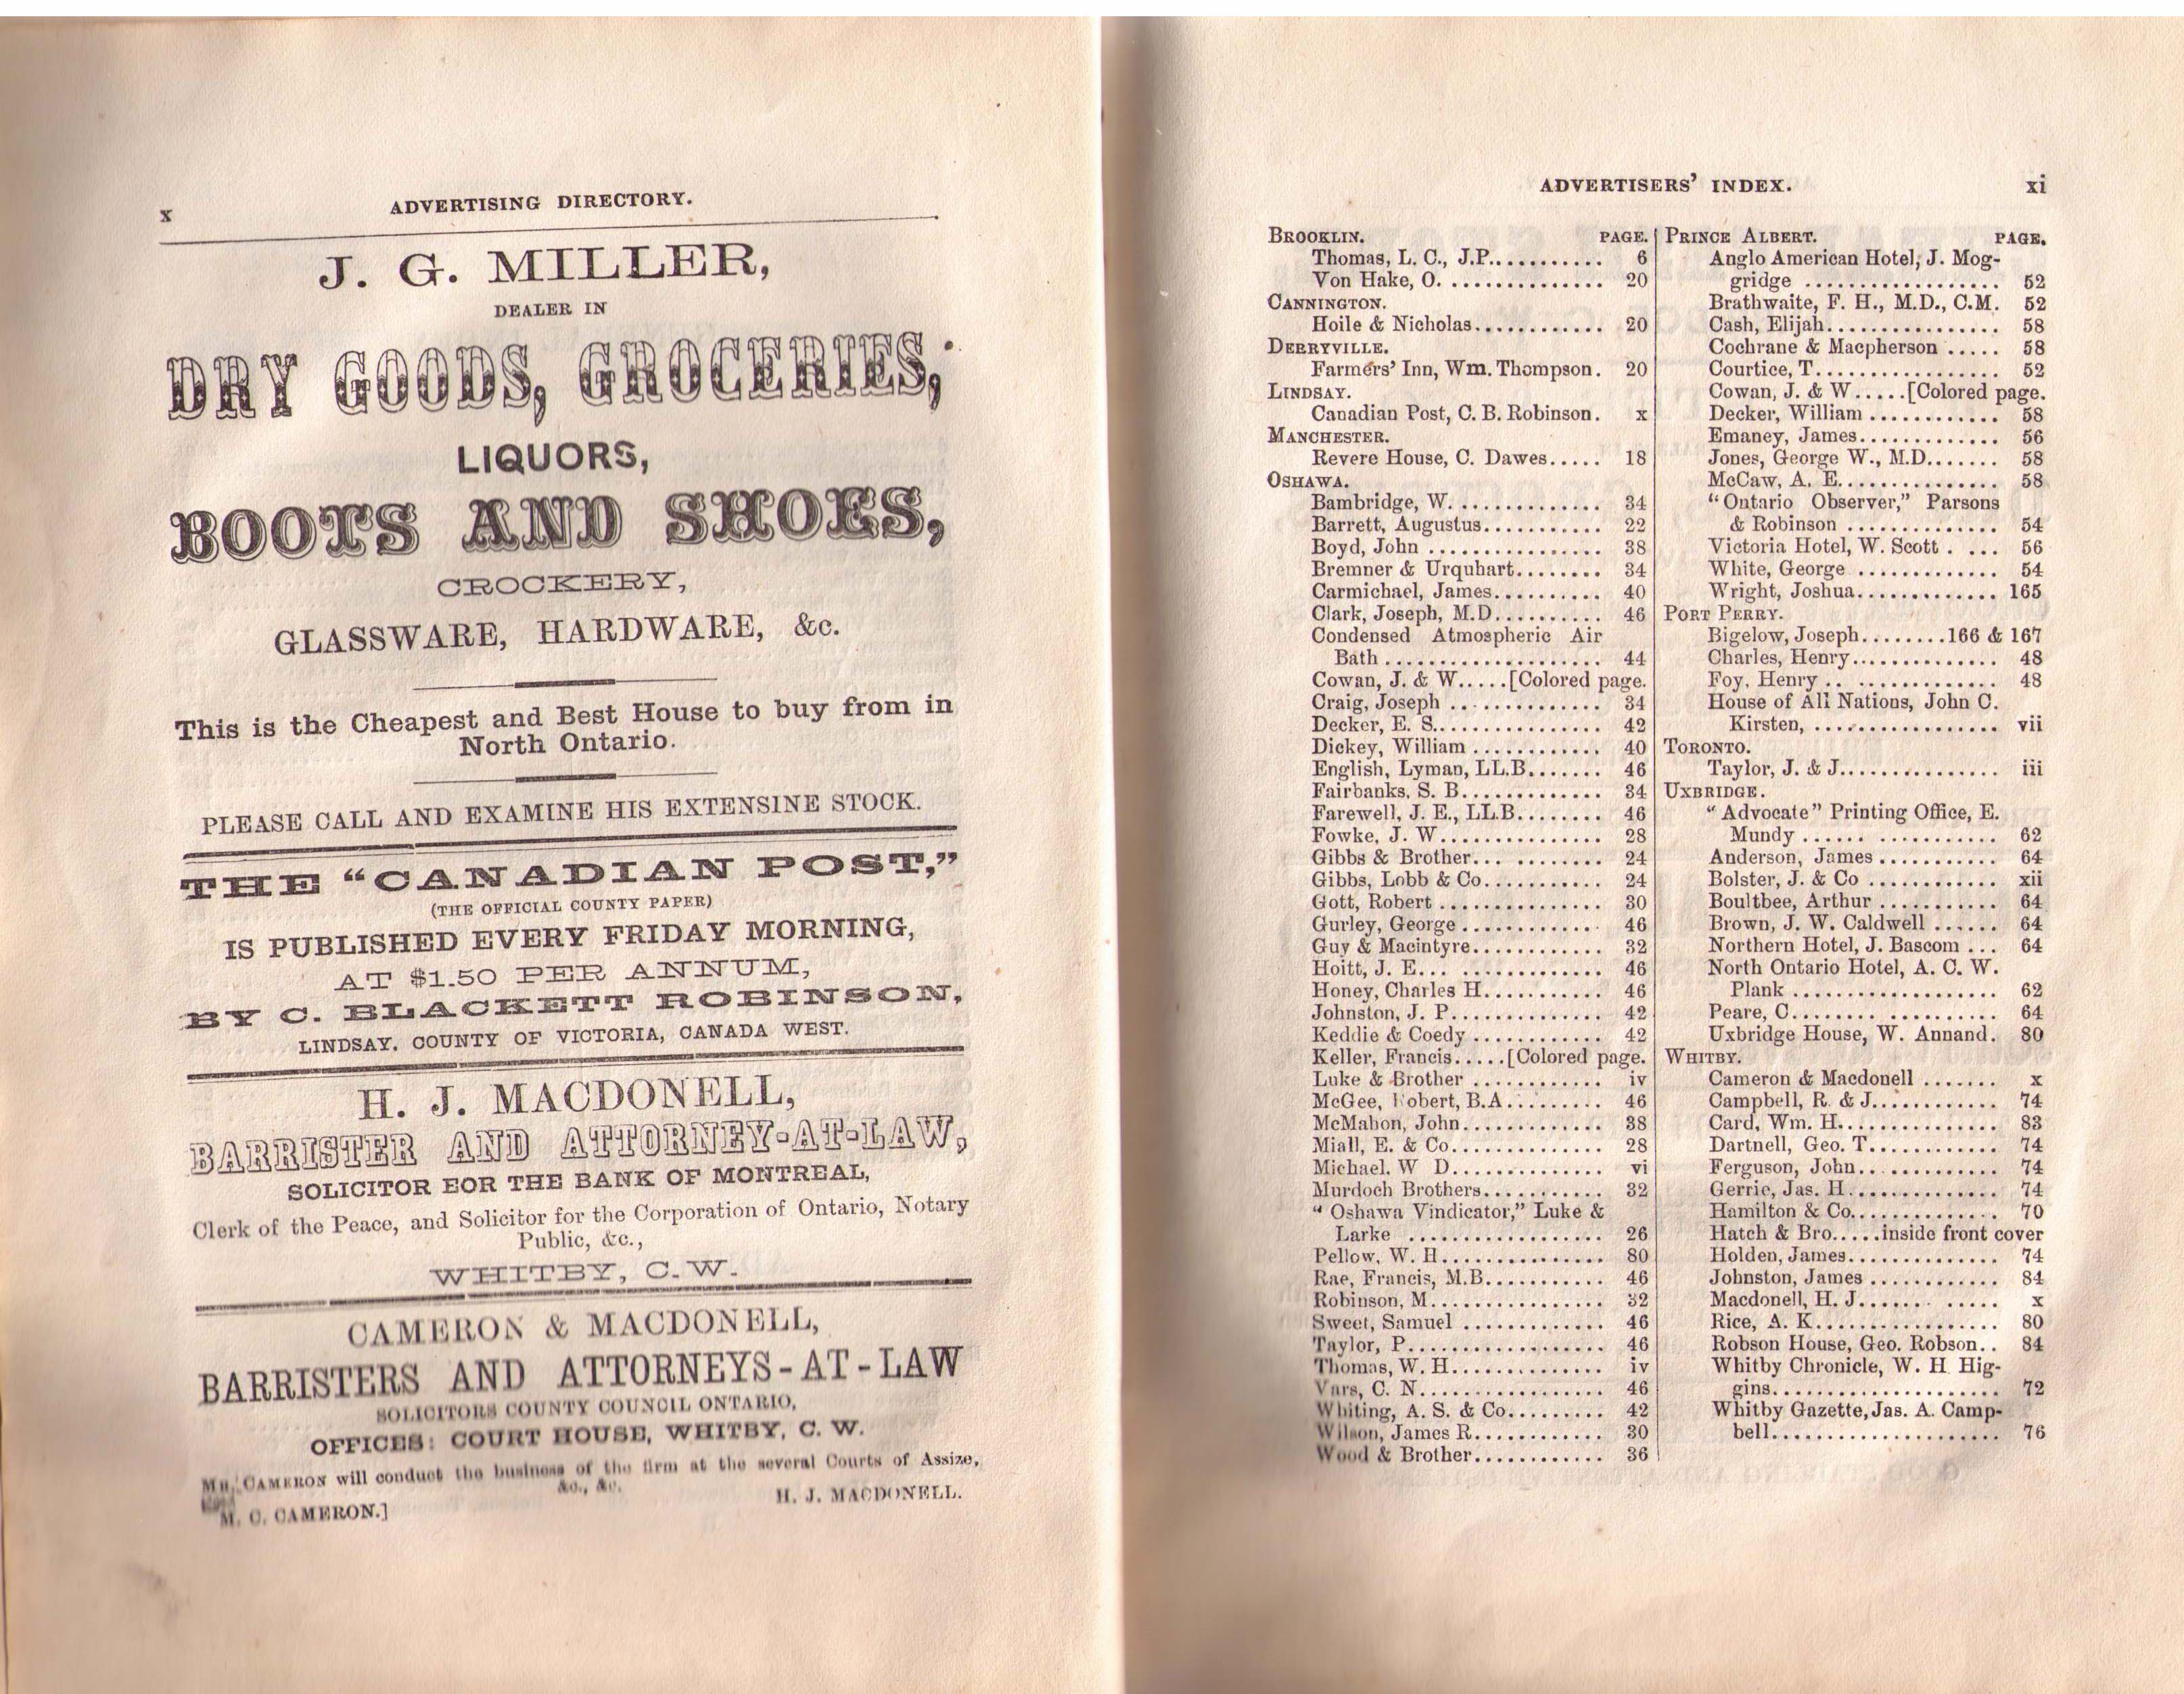 x
ADVERTISING DIRECTORY.
J. G. MILLER,
DEALER IN
DRY GOODS, GROCERIES,
LIQUORS,
BOOTS AND SHOES,
CROCKERY,
GLASSWARE, HARDWARE, &c.
This is the Cheapest and Best House to buy from in
North Ontario.
PLEASE CALL AND EXAMINE HIS EXTENSINE STOCK.
THE “CANADIAN POST,”
(THE OFFICIAL COUNTY PAPER)
IS PUBLISHED EVERY FRIDAY MORNING,
AT $1.50 PER ANNUM,
BY C. BLACKETT ROBINSON,
LINDSAY, COUNTY OF VICTORIA, CANADA WEST.
H. J. MACDONELL,
BARRISTER AND ATTORNEY-AT-LAW,
SOLICITOR EOR THE BANK OF MONTREAL,
Clerk of the Peace, and Solicitor for the Corporation of Ontario, Notary
Public, &c.,
WHITBY, C.W.
CAMERON & MACDONELL,
BARRISTERS AND ATTORNEYS-AT-LAW
SOLICITORS COUNTY COUNCIL ONTARIO,
OFFICES: COURT HOUSE, WHITBY, C. W.
MR. CAMERON will conduct the business of the firm at the several Courts of Assize,
&c., &c.
M. C. CAMERON.] H. J. MACDONELL.
ADVERTISERS’ INDEX. xi
BROOKLIN. PAGE.
Thomas, L. C., J.P........... 6
Von Hake, O. .............. 20
CANNINGTON.
Hoile & Nicholas............ 20
DERRYVILLE.
Farmers’ Inn, Wm. Thompson. 20
LINDSAY.
Canadian Post, C. B. Robinson. x
MANCHESTER.
Revere House, C. Dawes..... 18
OSHAWA.
Bambridge, W. ............. 34
Barrett, Augustus........... 22
Boyd, John ................ 38
Bremner & Urquhart........ 34
Carmichael, James.......... 40
Clark, Joseph, M.D.......... 46
Condensed Atmospheric Air
Bath .................... 44
Cowan, J. & W.....[Colored page.
Craig, Joseph .............. 34
Decker, E. S................ 42
Dickey, William ............ 40
English, Lyman, LL.B....... 46
Fairbanks. S. B............. 34
Farewell, J. E., LL.B........ 46
Fowke, J. W................ 28
Gibbs & Brother... ........ 24
Gibbs, Lobb & Co........... 24
Gott, Robert ............... 30
Gurley, George ............. 46
Guy & Macintyre............ 32
Hoitt, J. E... ............. 46
Honey, Charles H........... 46
Johnston, J. P.............. 42
Keddie & Coedy ............ 42
Keller, Francis.....[Colored page.
Luke & Brother ............ iv
McGee, Robert, B.A......... 46
McMahon, John............. 38
Miall, E. & Co.............. 28
Michael. W D.............. vi
Murdoch Brothers........... 32
“ Oshawa Vindicator,” Luke &
Larke .................. 26
Pellow, W. H............... 80
Rae, Francis, M.B........... 46
Robinson, M................ 32
Sweet, Samuel ............. 46
Taylor, P................... 46
Thomas, W. H.............. iv
Vars, C. N................. 46
Whiting, A. S. & Co......... 42
Wilson, James R............ 30
Wood & Brother............ 36
PRINCE ALBERT. PAGE.
Anglo American Hotel, J. Mog-
gridge .................. 52
Brathwaite, F. H., M.D., C.M. 52
Cash, Elijah................ 58
Cochrane & Macpherson ..... 58
Courtice, T................. 52
Cowan, J. & W.....[Colored page.
Decker, William ............ 58
Emaney, James............. 56
Jones, George W., M.D....... 58
McCaw, A. E............... 58
“Ontario Observer,” Parsons
& Robinson .............. 54
Victoria Hotel, W. Scott . ... 56
White, George ............. 54
Wright, Joshua............. 165
PORT PERRY.
Bigelow, Joseph........166 & 167
Charles, Henry.............. 48
Foy, Henry .. ............. 48
House of All Nations, John C.
Kirsten, ................. vii
TORONTO.
Taylor, J. & J............... iii
UXBRIDGE.
“ Advocate” Printing Office, E.
Mundy ...... ........... 62
Anderson, James ........... 64
Bolster, J. & Co ............ xii
Boultbee, Arthur ........... 64
Brown, J. W. Caldwell ...... 64
Northern Hotel, J. Bascom ... 64
North Ontario Hotel, A. C. W.
Plank ................... 62
Peare, C........ .......... 64
Uxbridge House, W. Annand. 80
WHITBY.
Cameron & Macdonell ....... x
Campbell, R. & J............ 74
Card, Wm. H............... 83
Dartnell, Geo. T............ 74
Ferguson, John............. 74
Gerrie, Jas. H.............. 74
Hamilton & Co.............. 70
Hatch & Bro.....inside front cover
Holden, James.............. 74
Johnston, James ............ 84
Macdonell, H. J....... ..... x
Rice, A. K................. 80
Robson House, Geo. Robson.. 84
Whitby Chronicle, W. H Hig-
gins..................... 72
Whitby Gazette, Jas. A. Camp-
bell...................... 76